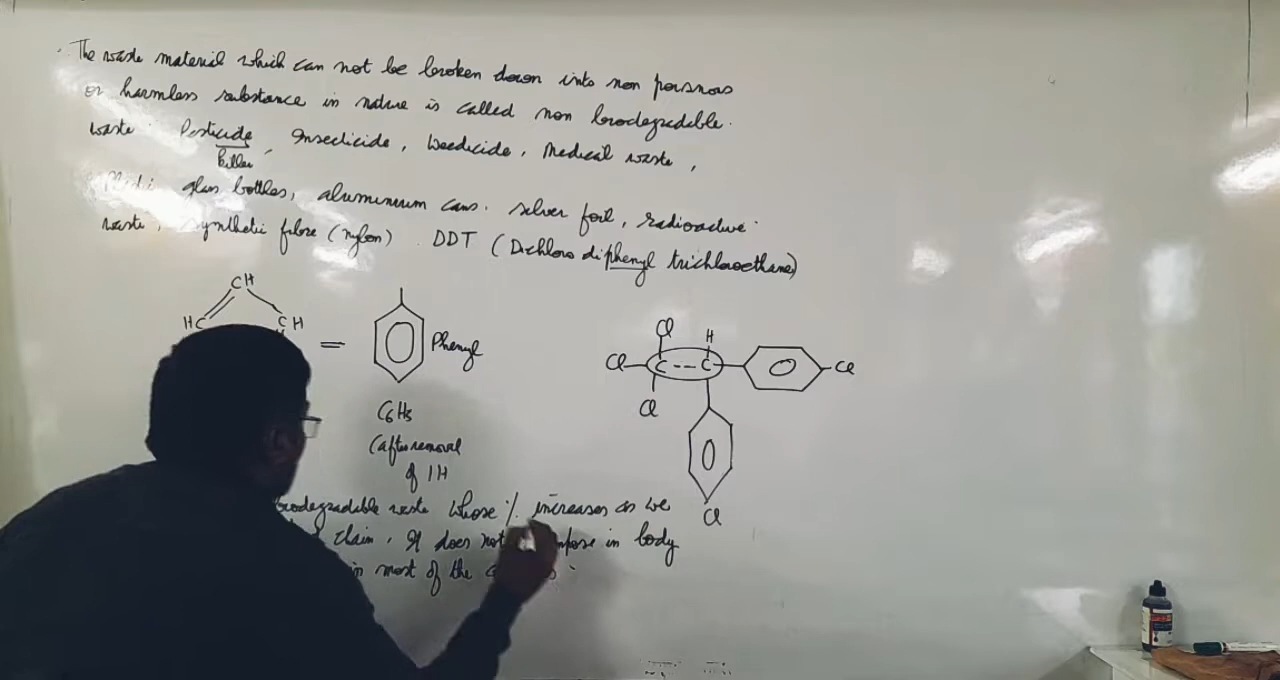 The waste material which can not be broken down into non poisnous
or harmless substance in nature is called non biodegradable.
waste Pesticide, Insecticide, Weedicide, Medical waste,
killer
glass bottles, aluminium cans. silver foil, radioactive
waste, synthetic fibre (nylon) DDT (Dichloro diphenyl trichloroethane)
CH
HC CH
= Phenyl
C6H5
(after removal
of 1H
Cl H
Cl C --- C Cl
Cl
Cl
biodegradable waste whose % increases as we
chain. It does not in body
in most of the